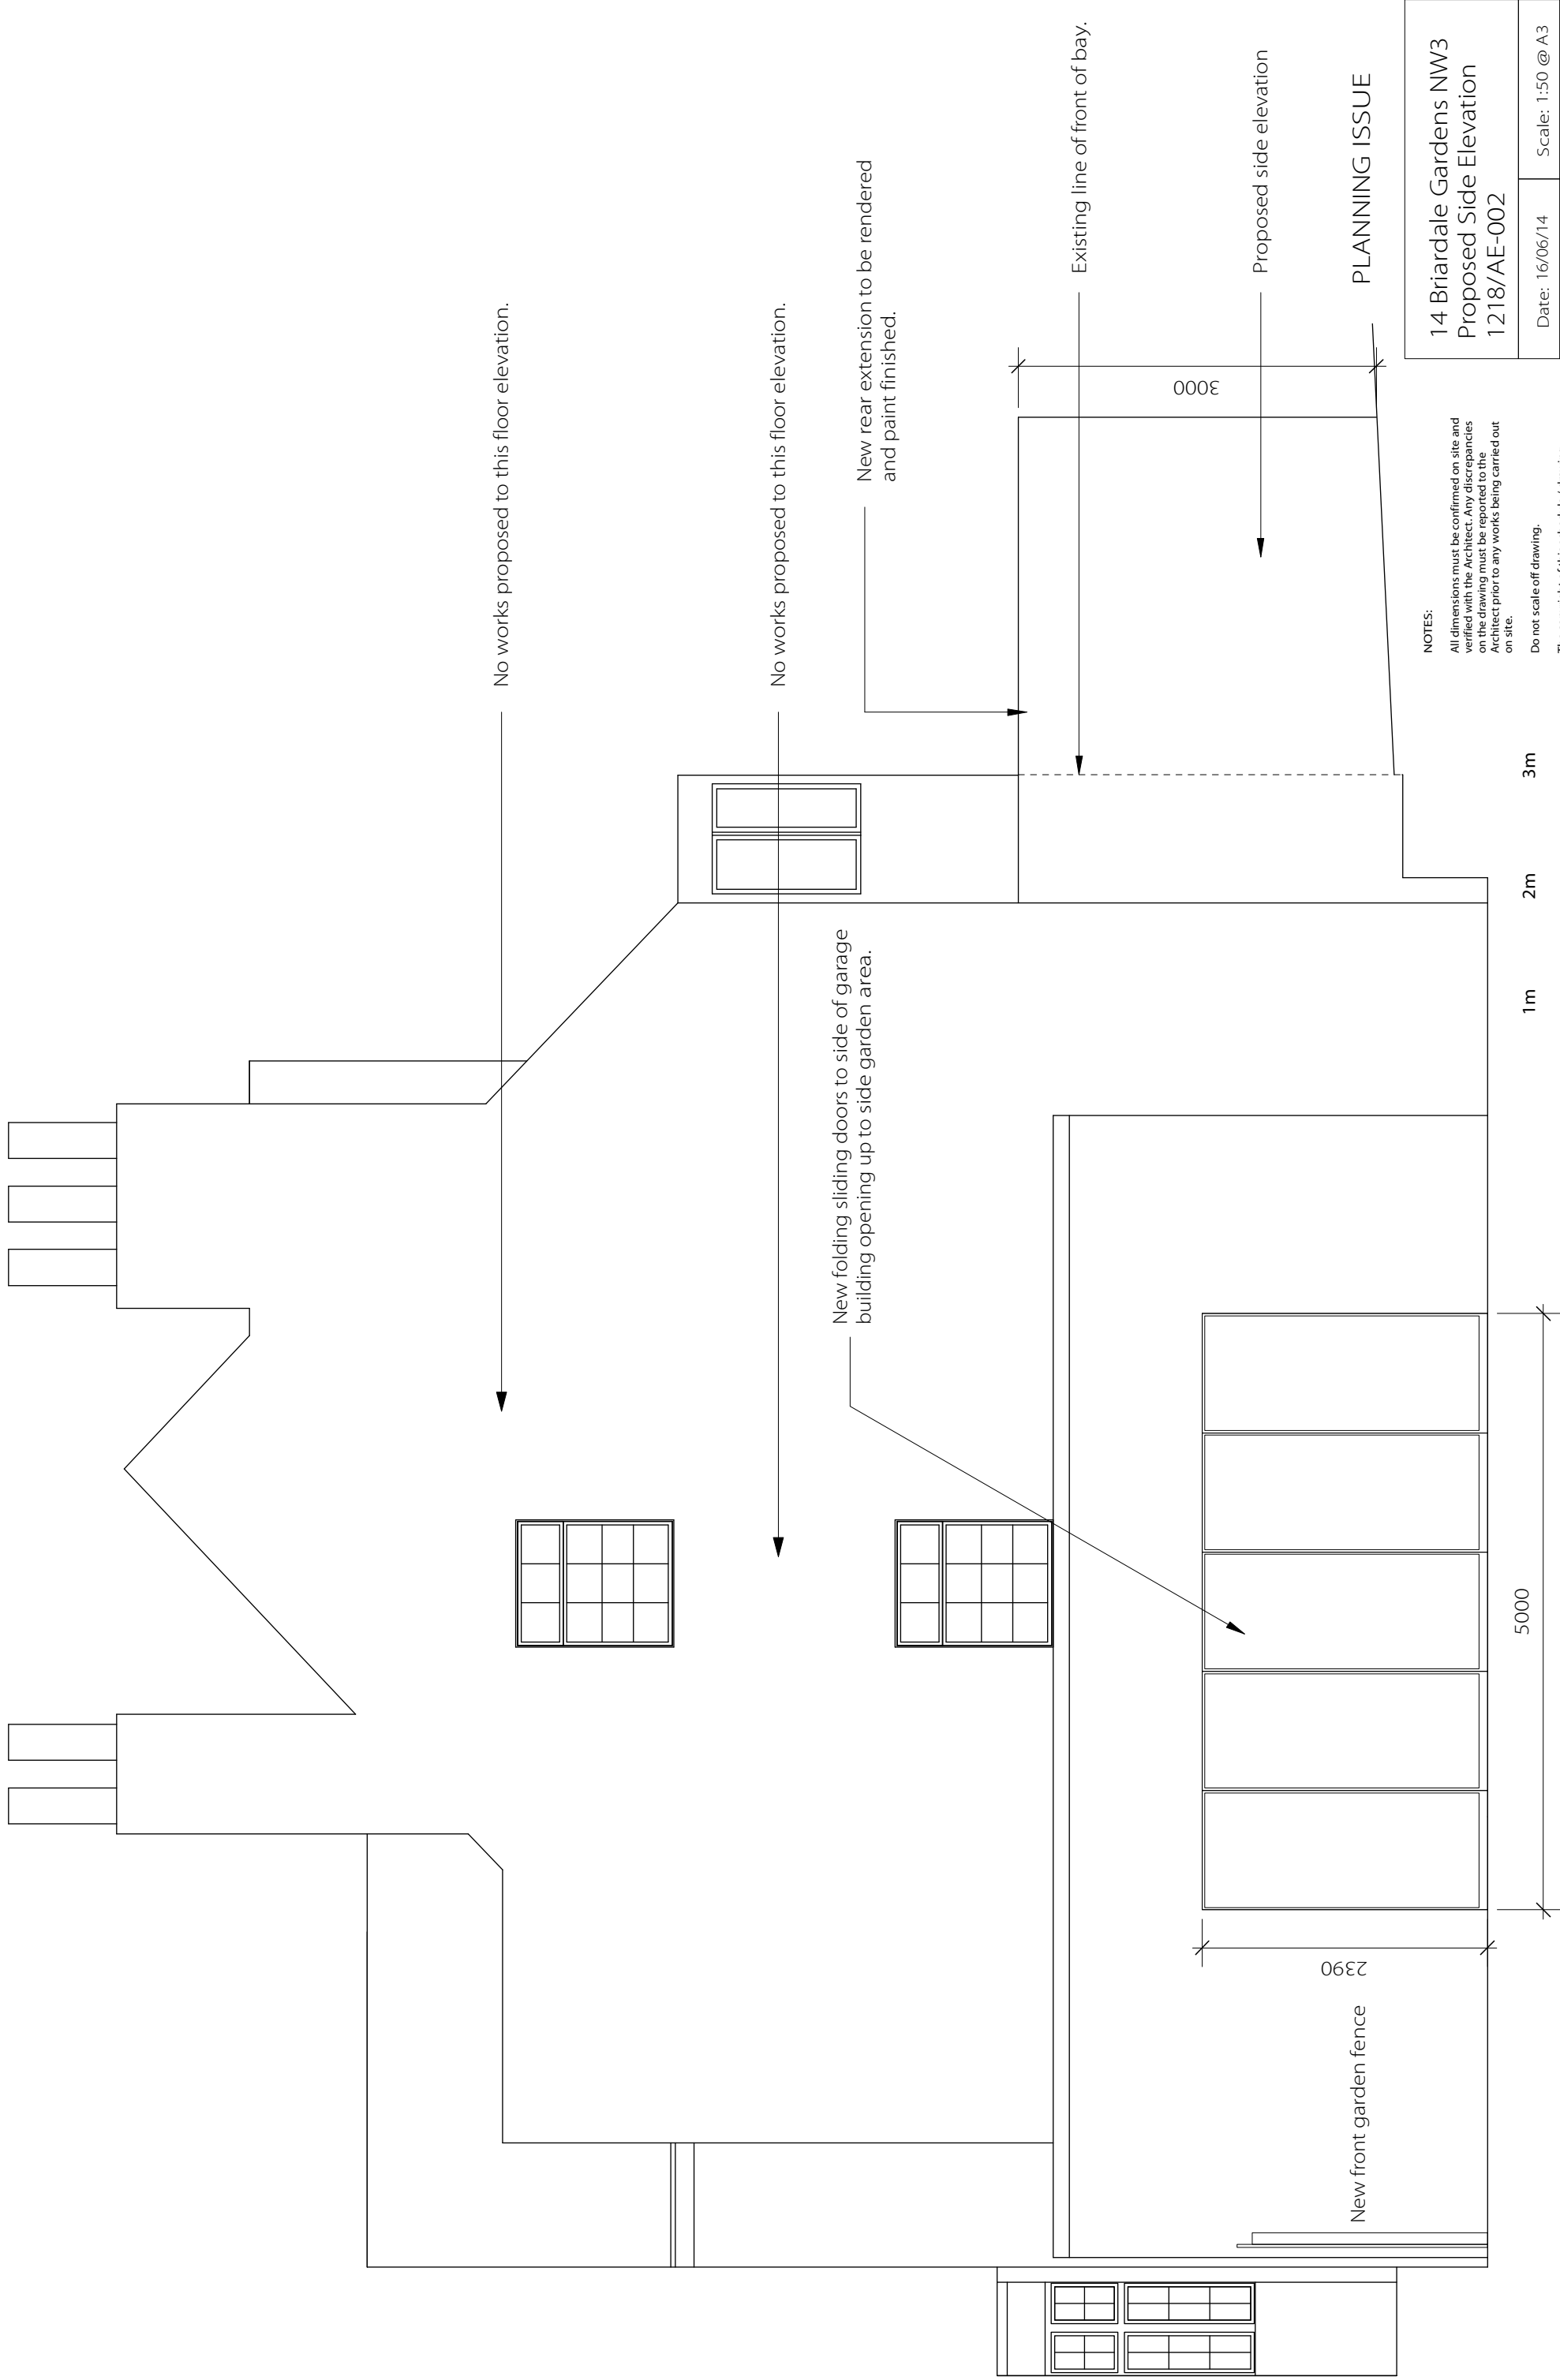 No works proposed to this floor elevation.
No works proposed to this floor elevation.
New rear extension to be rendered
and paint finished.
Existing line of front of bay.
Proposed side elevation
New folding sliding doors to side of garage
building opening up to side garden area.
New front garden fence
3000
2390
5000
1m
2m
3m
NOTES:
All dimensions must be confirmed on site and
verified with the Architect. Any discrepancies
on the drawing must be reported to the
Architect prior to any works being carried out
on site.
Do not scale off drawing.
PLANNING ISSUE
14 Briardale Gardens NW3
Proposed Side Elevation
1218/AE-002
Date: 16/06/14
Scale: 1:50 @ A3